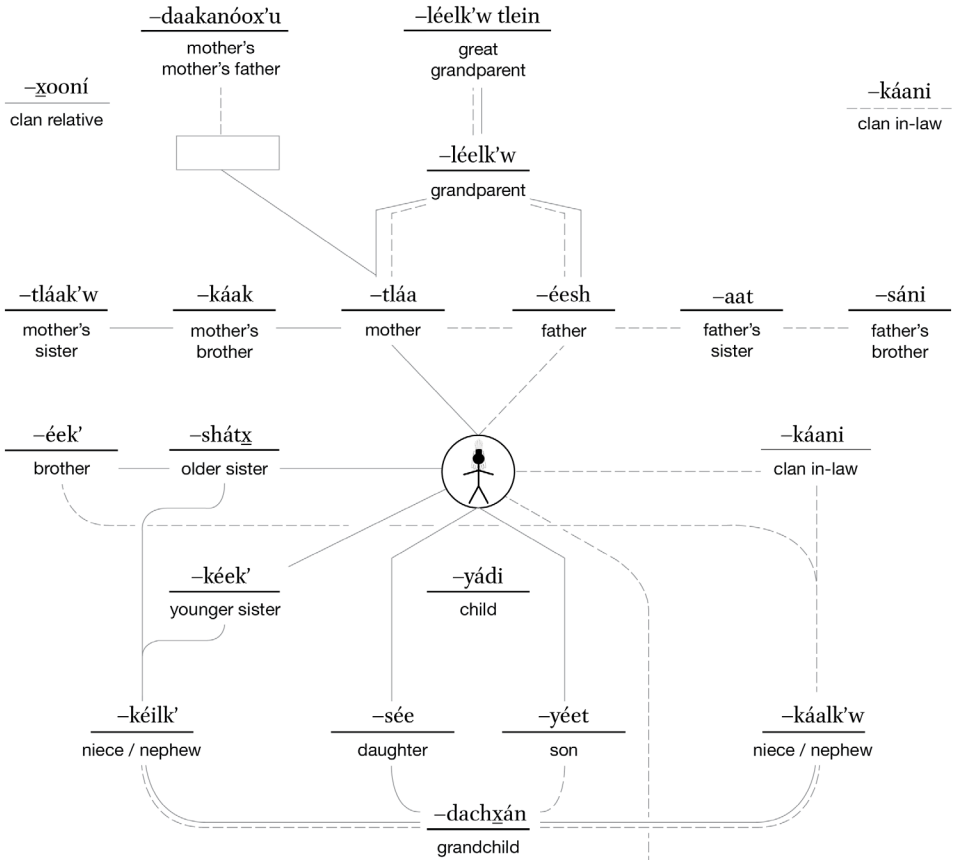 –daakanóox’u
mother’s
mother’s father
–léelk’w tlein
great
grandparent
–x̱ooní
clan relative
–káani
clan in-law
–léelk’w
grandparent
–tláak’w
mother’s
sister
–káak
mother’s
brother
–tláa
mother
–éesh
father
–aat
father’s
sister
–sáni
father’s
brother
–éek’
brother
–shátx̱
older sister
–káani
clan in-law
–kéek’
younger sister
–yádi
child
–kéilk’
niece / nephew
–sée
daughter
–yéet
son
–káalk’w
niece / nephew
–dachx̱án
grandchild